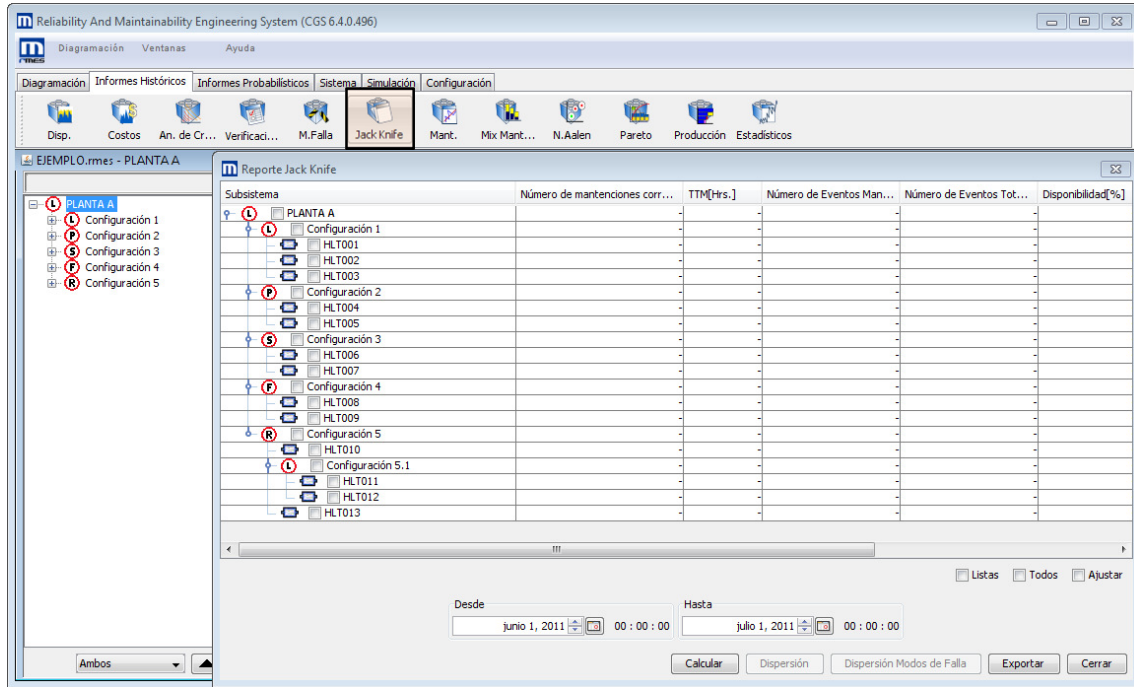 Reliability And Maintainability Engineering System (CGS 6.4.0.496)
Diagramación Ventanas Ayuda
rmes
Diagramación Informes Históricos Informes Probabilísticos Sistema Simulación Configuración
Disp. Costos An. de Cr... Verificaci... M.Falla Jack Knife Mant. Mix Mant... N.Aalen Pareto Producción Estadísticos
EJEMPLO.rmes - PLANTA A
Reporte Jack Knife
L PLANTA A
L Configuración 1
P Configuración 2
S Configuración 3
F Configuración 4
R Configuración 5
Subsistema Número de mantenciones corr... TTM[Hrs.] Número de Eventos Man... Número de Eventos Tot... Disponibilidad[%]
L PLANTA A - - - -
L Configuración 1 - - - -
HLT001 - - - -
HLT002 - - - -
HLT003 - - - -
P Configuración 2 - - - -
HLT004 - - - -
HLT005 - - - -
S Configuración 3 - - - -
HLT006 - - - -
HLT007 - - - -
F Configuración 4 - - - -
HLT008 - - - -
HLT009 - - - -
R Configuración 5 - - - -
HLT010 - - - -
L Configuración 5.1 - - - -
HLT011 - - - -
HLT012 - - - -
HLT013 - - - -
Listas Todos Ajustar
Desde Hasta
junio 1, 2011 00 : 00 : 00 julio 1, 2011 00 : 00 : 00
Ambos
Calcular Dispersión Dispersión Modos de Falla Exportar Cerrar